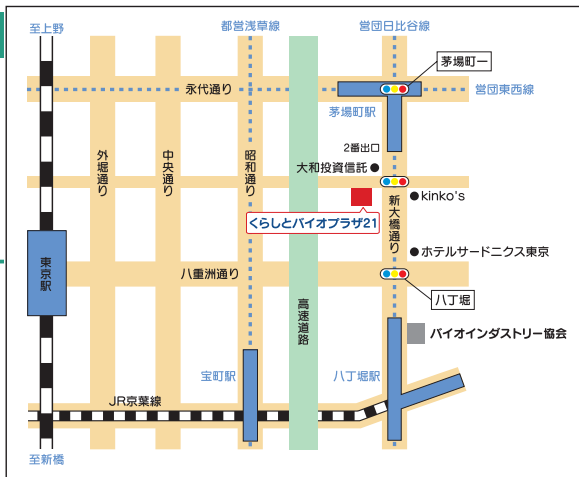 至上野
都営浅草線
営団日比谷線
茅場町一
永代通り
営団東西線
茅場町駅
2番出口
大和投資信託
外堀通り
中央通り
昭和通り
kinko's
新大橋通り
くらしとバイオプラザ21
ホテルサードニクス東京
東京駅
八重洲通り
八丁堀
高速道路
バイオインダストリー協会
宝町駅
八丁堀駅
JR京葉線
至新橋